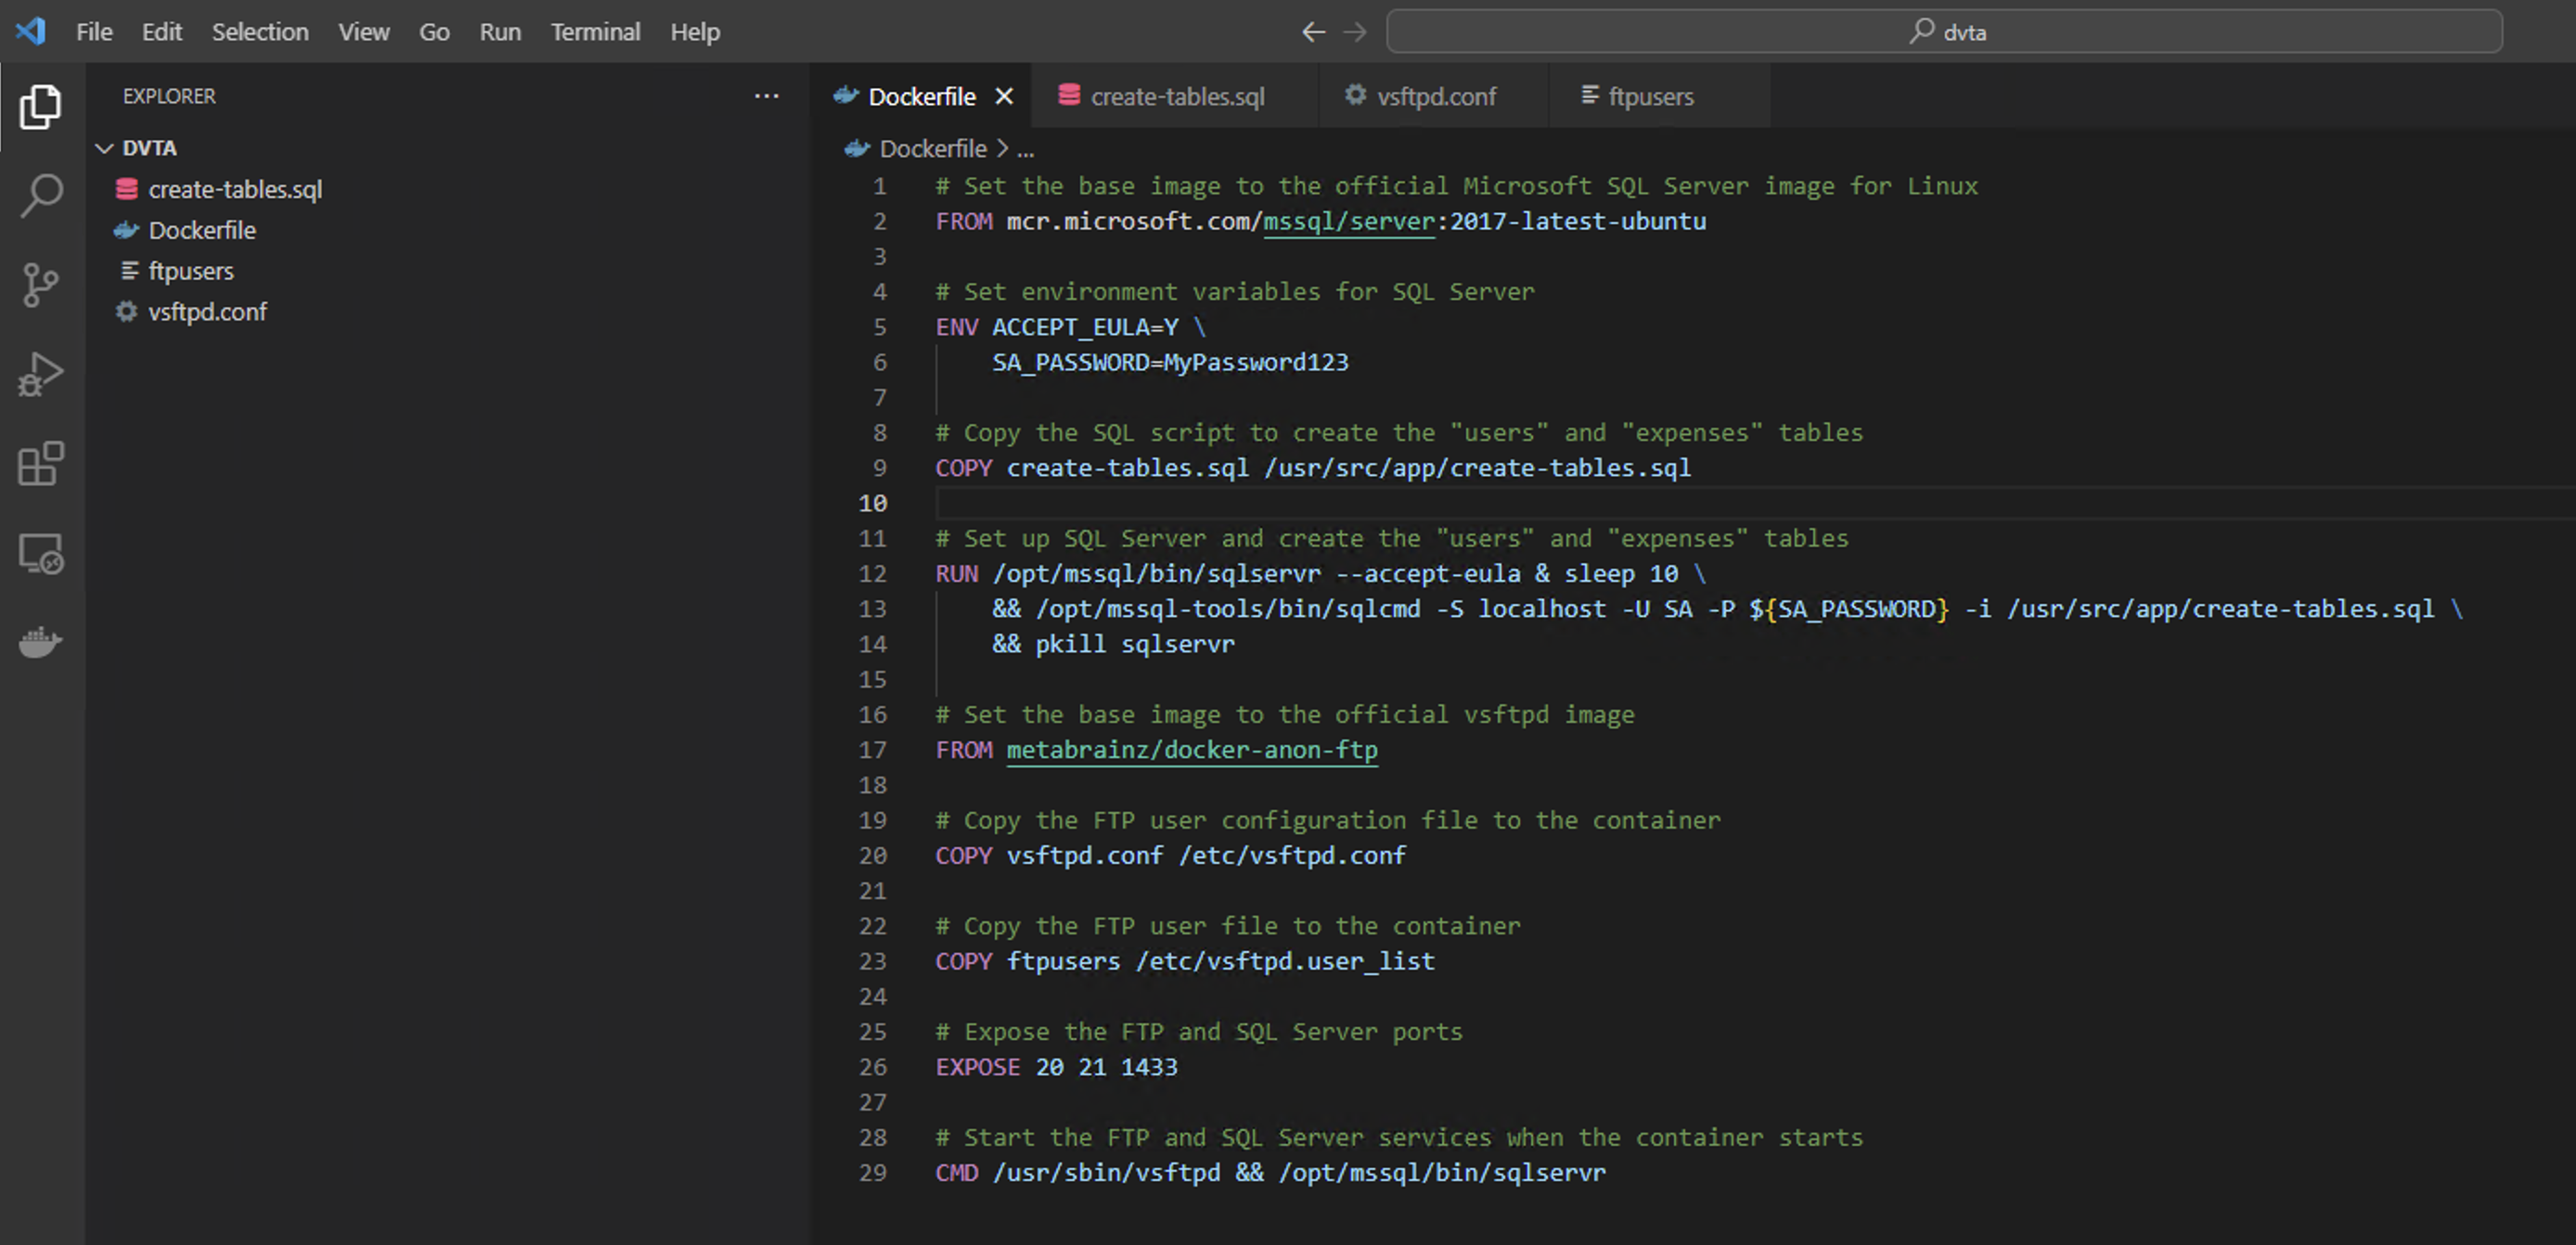 File Edit Selection View Go Run Terminal Help
dvta
EXPLORER
DVTA
create-tables.sql
Dockerfile
ftpusers
vsftpd.conf
Dockerfile create-tables.sql vsftpd.conf ftpusers
Dockerfile > ...
1 # Set the base image to the official Microsoft SQL Server image for Linux
2 FROM mcr.microsoft.com/mssql/server:2017-latest-ubuntu
3
4 # Set environment variables for SQL Server
5 ENV ACCEPT_EULA=Y \
6     SA_PASSWORD=MyPassword123
7
8 # Copy the SQL script to create the "users" and "expenses" tables
9 COPY create-tables.sql /usr/src/app/create-tables.sql
10
11 # Set up SQL Server and create the "users" and "expenses" tables
12 RUN /opt/mssql/bin/sqlservr --accept-eula & sleep 10 \
13     && /opt/mssql-tools/bin/sqlcmd -S localhost -U SA -P ${SA_PASSWORD} -i /usr/src/app/create-tables.sql \
14     && pkill sqlservr
15
16 # Set the base image to the official vsftpd image
17 FROM metabrainz/docker-anon-ftp
18
19 # Copy the FTP user configuration file to the container
20 COPY vsftpd.conf /etc/vsftpd.conf
21
22 # Copy the FTP user file to the container
23 COPY ftpusers /etc/vsftpd.user_list
24
25 # Expose the FTP and SQL Server ports
26 EXPOSE 20 21 1433
27
28 # Start the FTP and SQL Server services when the container starts
29 CMD /usr/sbin/vsftpd && /opt/mssql/bin/sqlservr